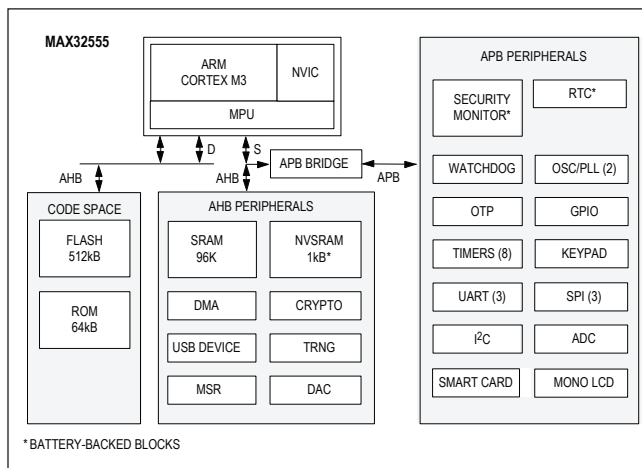 MAX32555
ARM
CORTEX M3
NVIC
MPU
D
S
AHB
AHB
APB BRIDGE
APB
CODE SPACE
FLASH
512kB
ROM
64kB
AHB PERIPHERALS
SRAM
96K
NVSRAM
1kB*
DMA
CRYPTO
USB DEVICE
TRNG
MSR
DAC
APB PERIPHERALS
SECURITY
MONITOR*
RTC*
WATCHDOG
OSC/PLL (2)
OTP
GPIO
TIMERS (8)
KEYPAD
UART (3)
SPI (3)
I²C
ADC
SMART CARD
MONO LCD
* BATTERY-BACKED BLOCKS